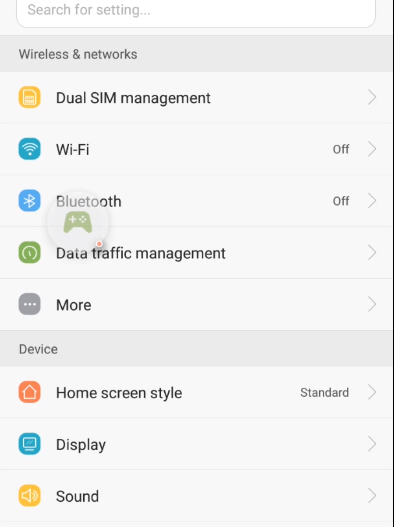 Search for setting...
Wireless & networks
Dual SIM management
Wi-Fi
Off
Bluetooth
Off
Data traffic management
More
Device
Home screen style
Standard
Display
Sound